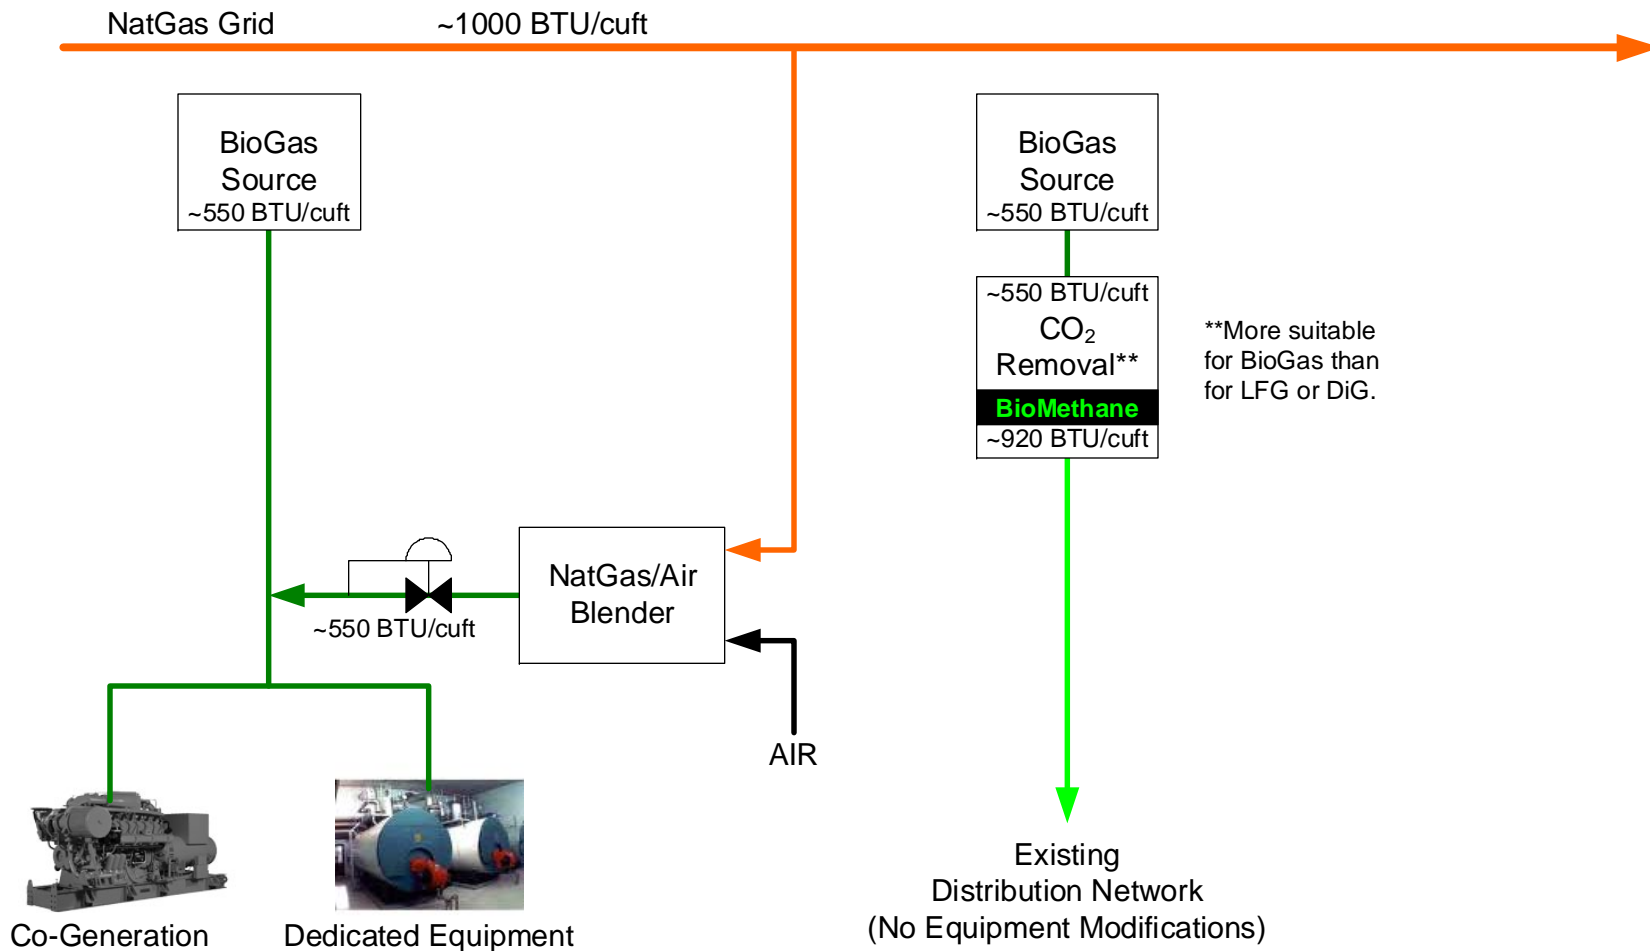 NatGas Grid ~1000 BTU/cuft
BioGas
Source
~550 BTU/cuft
BioGas
Source
~550 BTU/cuft
~550 BTU/cuft
CO₂
Removal**
BioMethane
~920 BTU/cuft
**More suitable
for BioGas than
for LFG or DiG.
NatGas/Air
Blender
~550 BTU/cuft
AIR
Co-Generation
Dedicated Equipment
Existing
Distribution Network
(No Equipment Modifications)